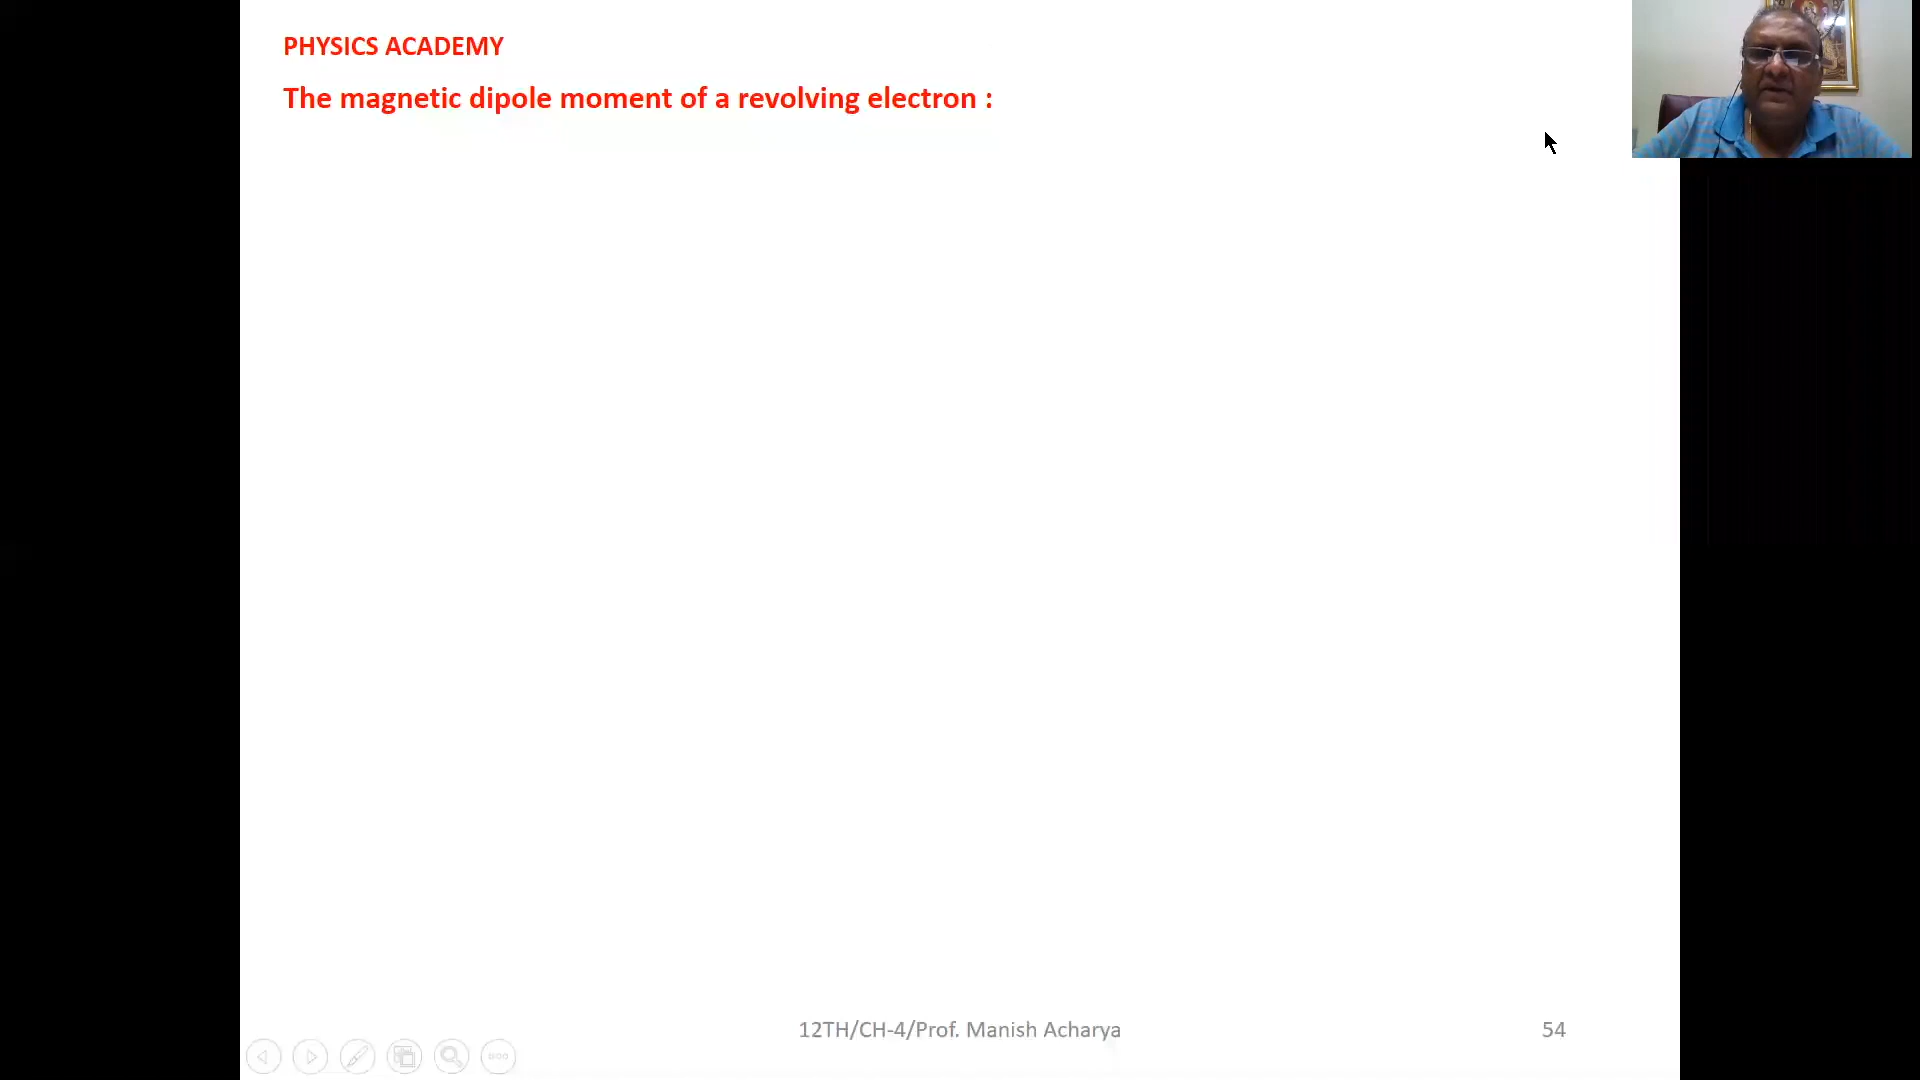 PHYSICS ACADEMY
The magnetic dipole moment of a revolving electron :
12TH/CH-4/Prof. Manish Acharya
54